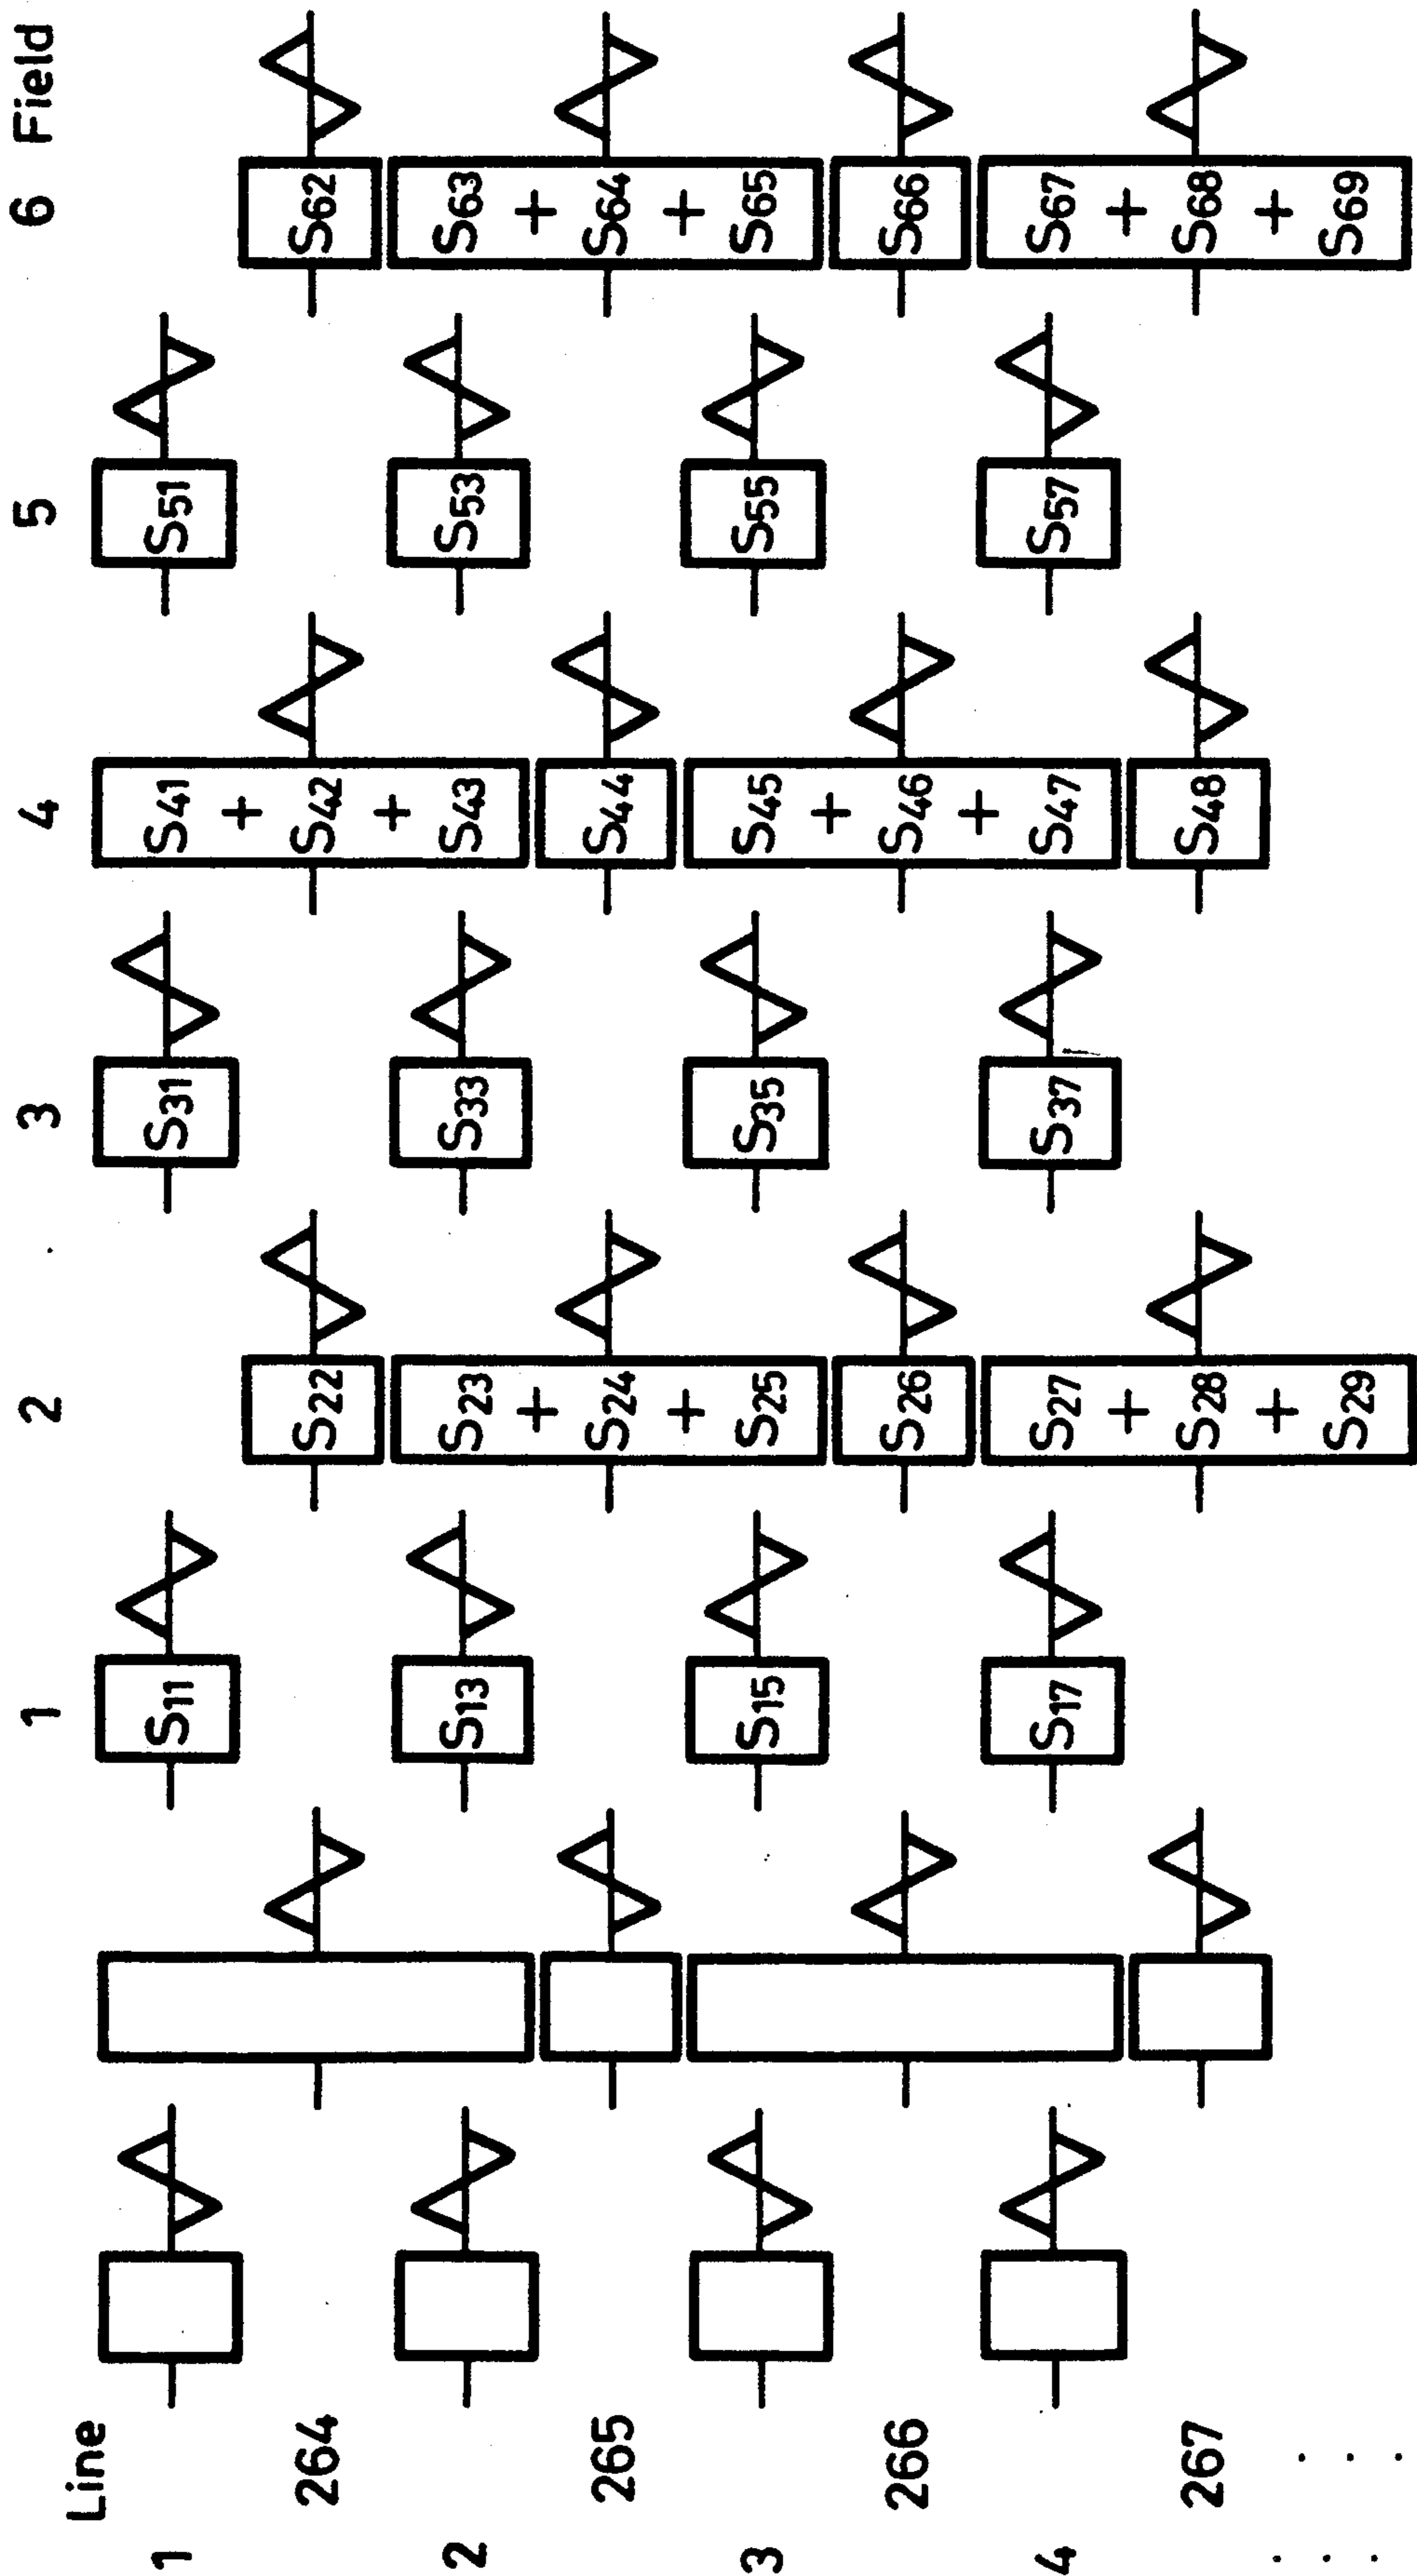 1 2 3 4 5 6 Field
Line
1 S11 S31 S41 S51
+
264 S22 S42 S62
+
2 S13 S23 S33 S43 S53 S63
+ +
265 S24 S44 S64
+ +
3 S15 S25 S35 S45 S55 S65
+
266 S26 S46 S66
+
4 S17 S27 S37 S47 S57 S67
+ +
267 S28 S48 S68
+ +
S29 S69